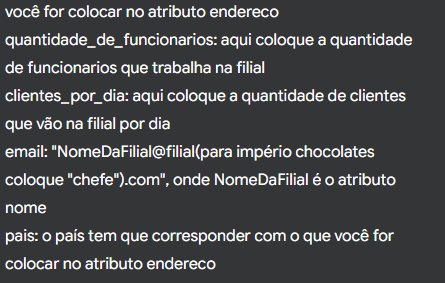 você for colocar no atributo endereco
quantidade_de_funcionarios: aqui coloque a quantidade
de funcionarios que trabalha na filial
clientes_por_dia: aqui coloque a quantidade de clientes
que vão na filial por dia
email: "NomeDaFilial@filial(para império chocolates
coloque "chefe").com", onde NomeDaFilial é o atributo
nome
pais: o país tem que corresponder com o que você for
colocar no atributo endereco